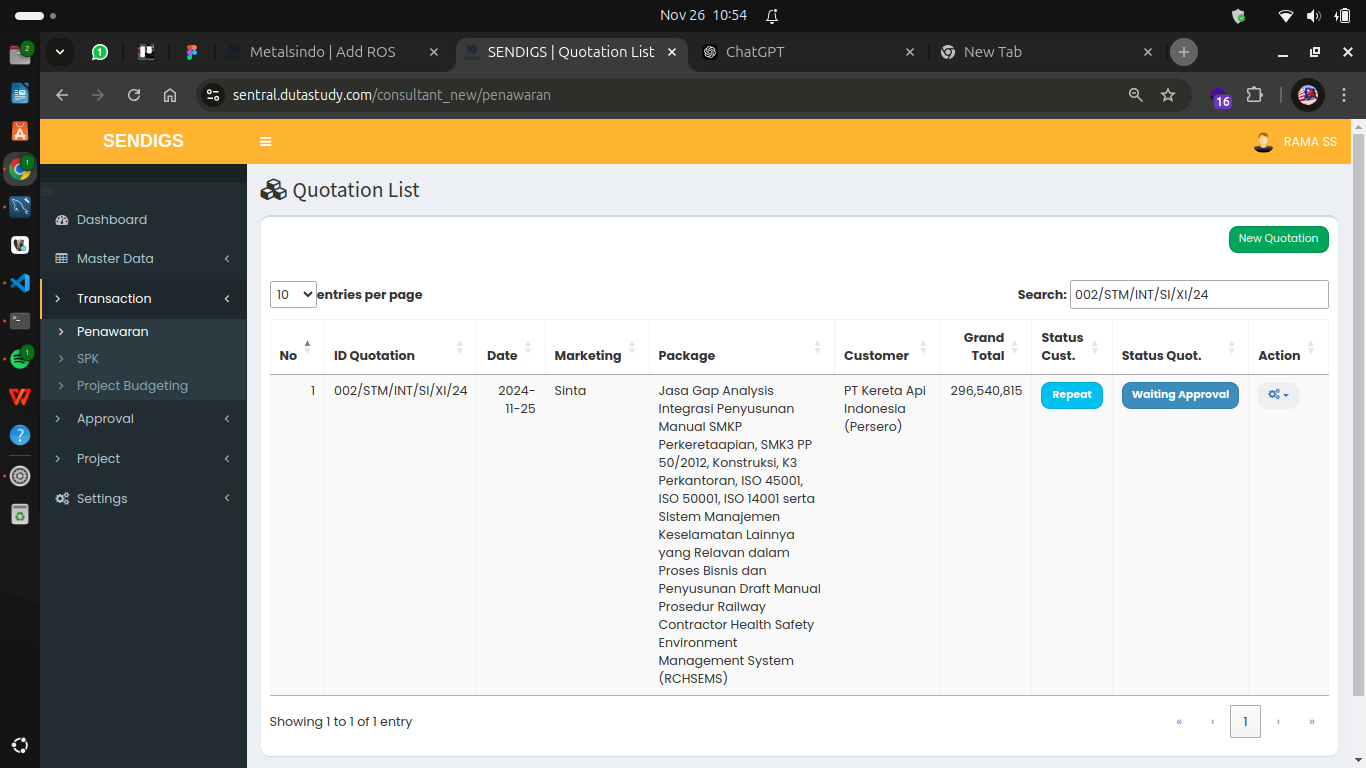 Nov 26 10:54
2
1
Metalsindo | Add ROS
SENDIGS | Quotation List
ChatGPT
New Tab
sentral.dutastudy.com/consultant_new/penawaran
16
SENDIGS
RAMA SS
Quotation List
Dashboard
Master Data
Transaction
Penawaran
SPK
Project Budgeting
Approval
Project
Settings
New Quotation
10 entries per page
Search: 002/STM/INT/SI/XI/24
No ID Quotation Date Marketing Package Customer Grand Total Status Cust. Status Quot. Action
1 002/STM/INT/SI/XI/24 2024-11-25 Sinta
Jasa Gap Analysis
Integrasi Penyusunan
Manual SMKP
Perkeretaapian, SMK3 PP
50/2012, Konstruksi, K3
Perkantoran, ISO 45001,
ISO 50001, ISO 14001 serta
Sistem Manajemen
Keselamatan Lainnya
yang Relavan dalam
Proses Bisnis dan
Penyusunan Draft Manual
Prosedur Railway
Contractor Health Safety
Environment
Management System
(RCHSEMS)
PT Kereta Api
Indonesia
(Persero)
296,540,815
Repeat
Waiting Approval
Showing 1 to 1 of 1 entry
« ‹ 1 › »